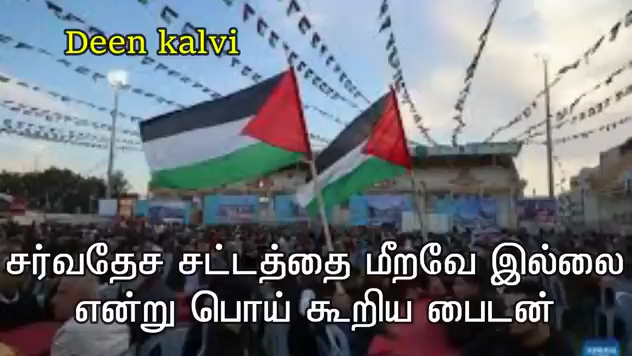 Deen kalvi
சர்வதேச சட்டத்தை மீறவே இல்லை
என்று பொய் கூறிய பைடன்